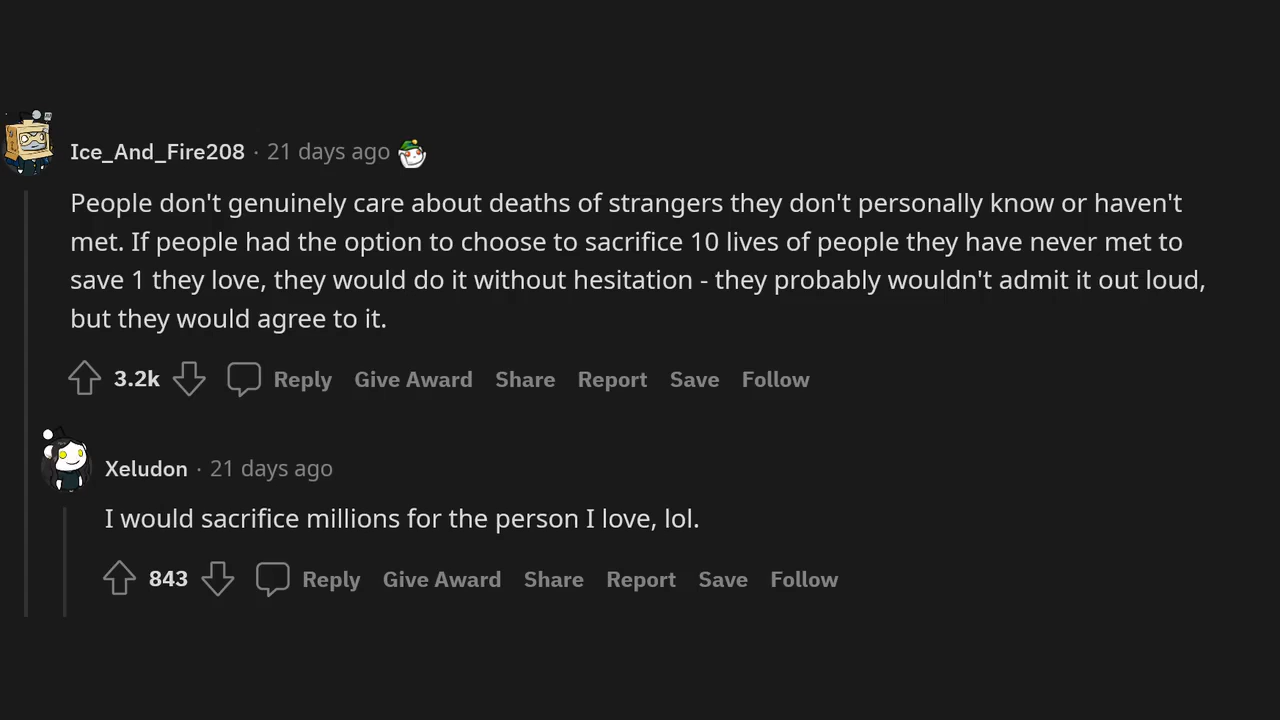 Ice_And_Fire208 · 21 days ago
People don't genuinely care about deaths of strangers they don't personally know or haven't
met. If people had the option to choose to sacrifice 10 lives of people they have never met to
save 1 they love, they would do it without hesitation - they probably wouldn't admit it out loud,
but they would agree to it.
3.2k Reply Give Award Share Report Save Follow
Xeludon · 21 days ago
I would sacrifice millions for the person I love, lol.
843 Reply Give Award Share Report Save Follow